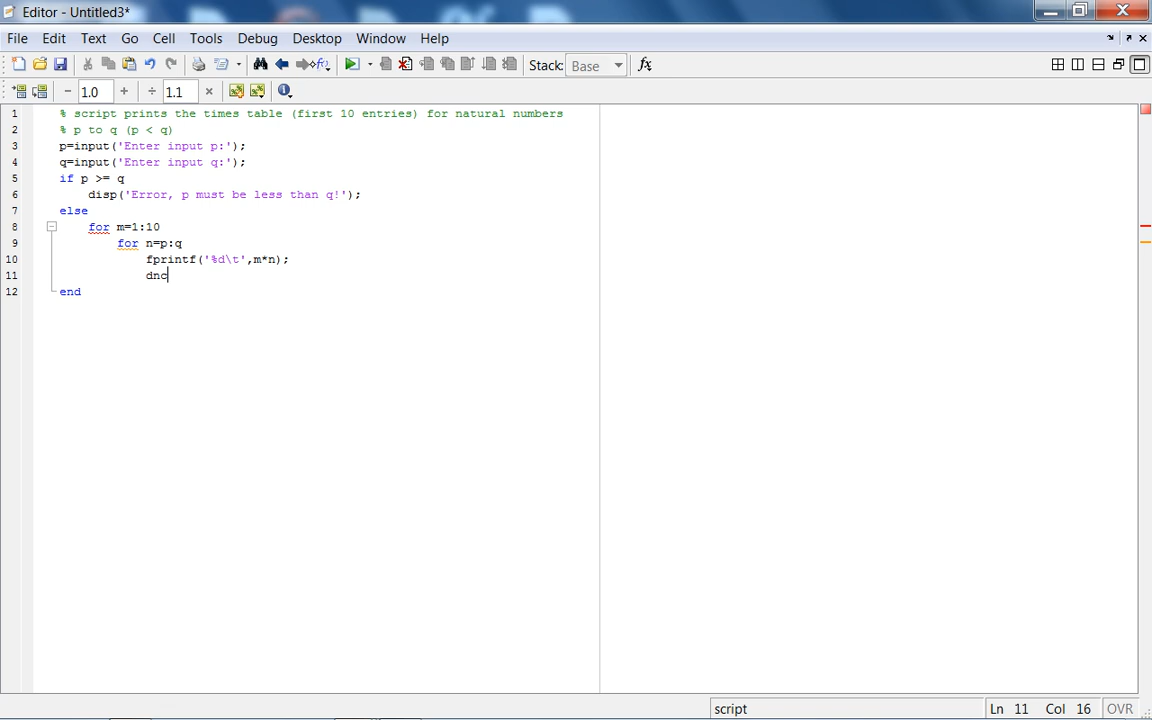 Editor - Untitled3*
File Edit Text Go Cell Tools Debug Desktop Window Help
Stack: Base fx
− 1.0 + ÷ 1.1 ×
1 % script prints the times table (first 10 entries) for natural numbers
2 % p to q (p < q)
3 p=input('Enter input p:');
4 q=input('Enter input q:');
5 if p >= q
6 disp('Error, p must be less than q!');
7 else
8 for m=1:10
9 for n=p:q
10 fprintf('%d\t',m*n);
11 dnc
12 end
script Ln 11 Col 16 OVR